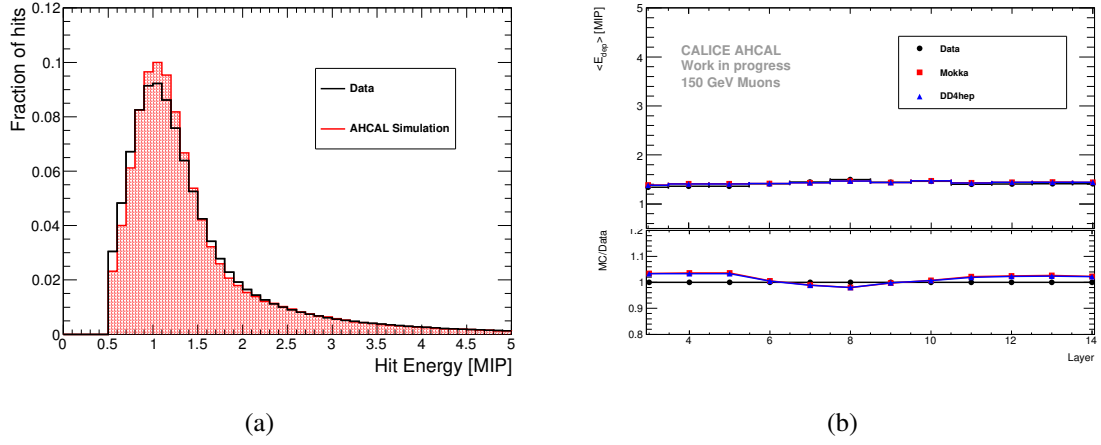 Fraction of hits
0.12
0.1
0.08
0.06
0.04
0.02
0
Data
AHCAL Simulation
0 0.5 1 1.5 2 2.5 3 3.5 4 4.5 5
Hit Energy [MIP]
(a)
<E_dep> [MIP]
5
4
3
2
1
CALICE AHCAL
Work in progress
150 GeV Muons
Data
Mokka
DD4hep
MC/Data
1.2
1.1
1.0
0.9
0.8
4 6 8 10 12 14
Layer
(b)